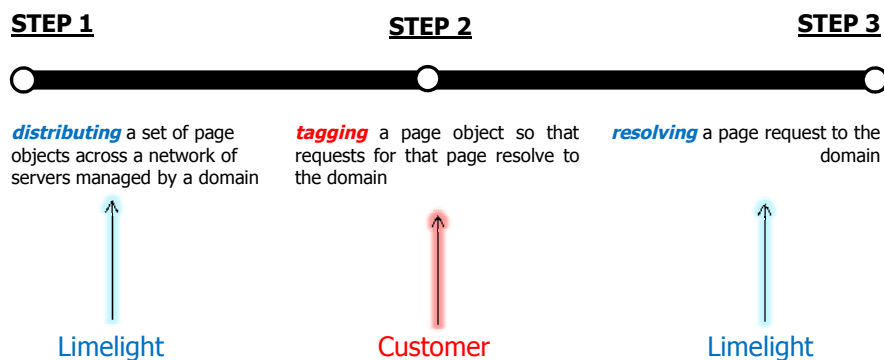 STEP 1
STEP 2
STEP 3
distributing a set of page
objects across a network of
servers managed by a domain
tagging a page object so that
requests for that page resolve to
the domain
resolving a page request to the
domain
Limelight
Customer
Limelight